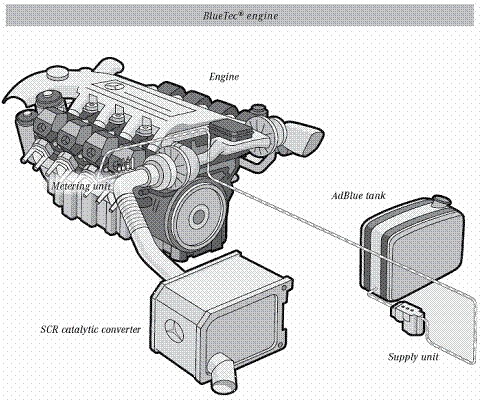 BlueTec® engine
Engine
Metering unit
AdBlue tank
SCR catalytic converter
Supply unit